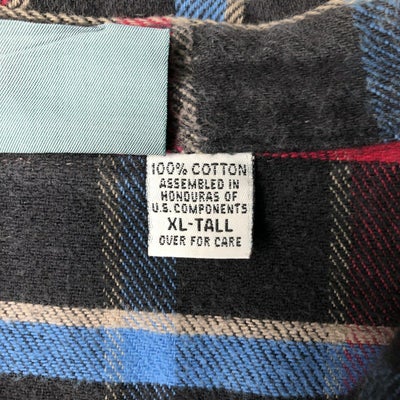 100% COTTON
ASSEMBLED IN
HONDURAS OF
U.S. COMPONENTS
XL-TALL
OVER FOR CARE